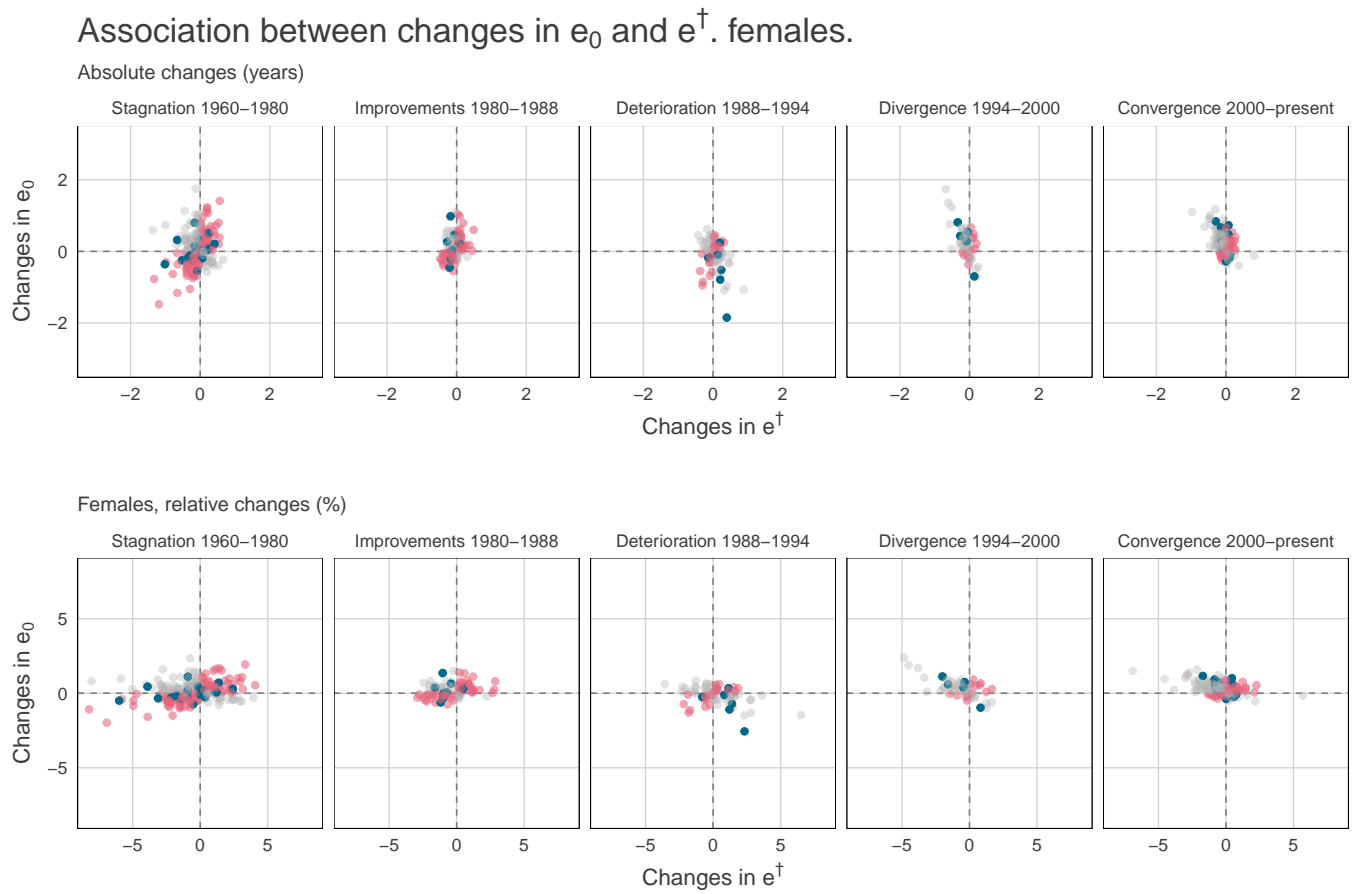 Association between changes in e₀ and e†. females.
Absolute changes (years)
Stagnation 1960−1980 Improvements 1980−1988 Deterioration 1988−1994 Divergence 1994−2000 Convergence 2000−present
Changes in e₀
2
0
−2
−2 0 2 −2 0 2 −2 0 2 −2 0 2 −2 0 2
Changes in e†
Females, relative changes (%)
Stagnation 1960−1980 Improvements 1980−1988 Deterioration 1988−1994 Divergence 1994−2000 Convergence 2000−present
Changes in e₀
5
0
−5
−5 0 5 −5 0 5 −5 0 5 −5 0 5 −5 0 5
Changes in e†